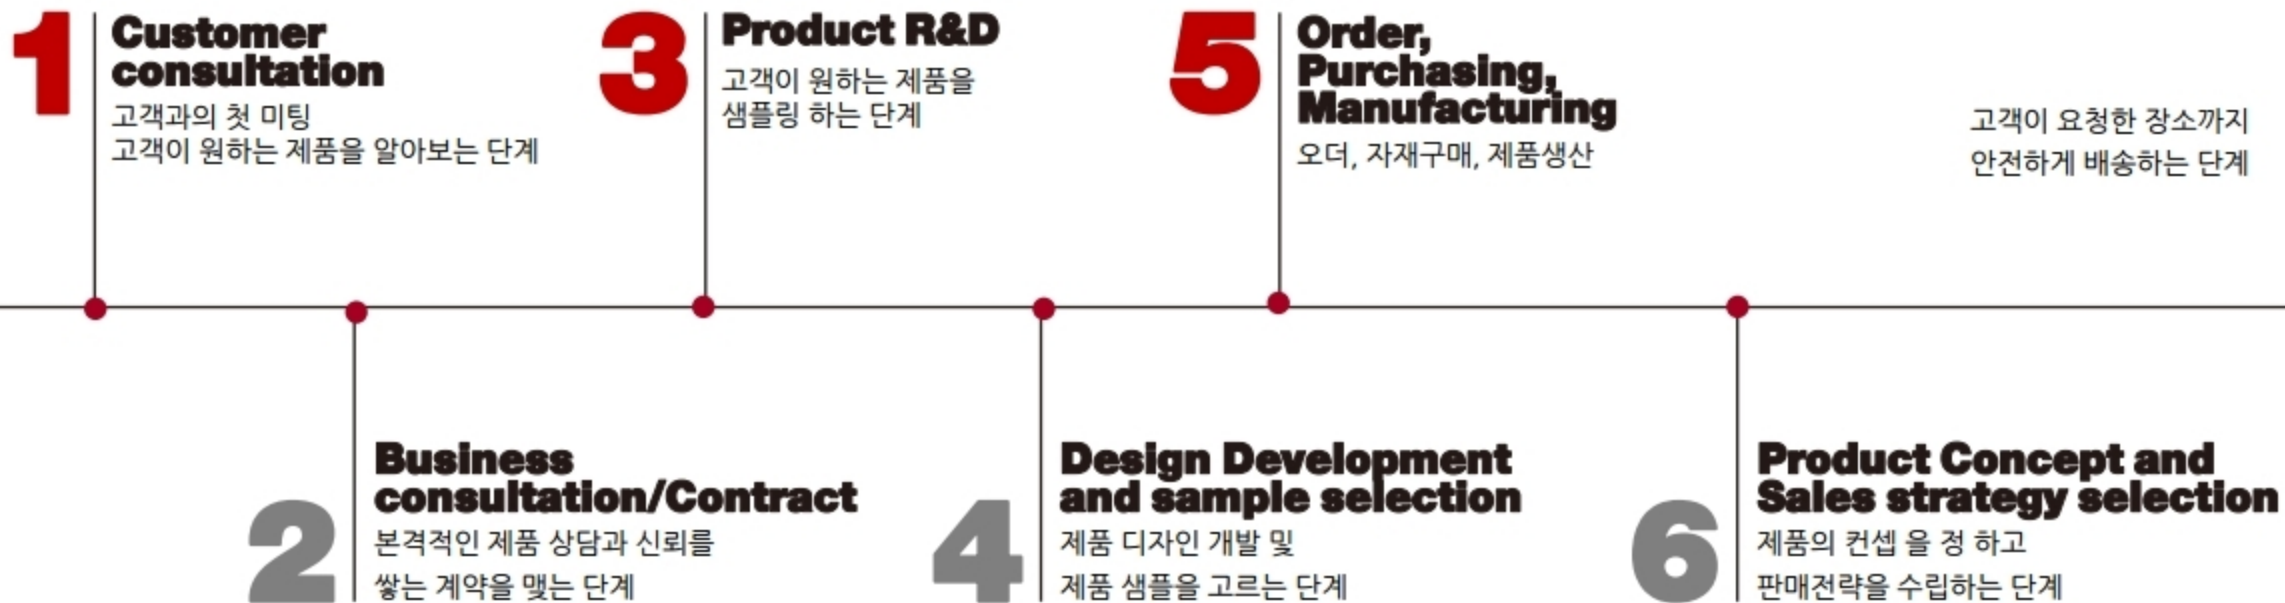 1
Customer
consultation
고객과의 첫 미팅
고객이 원하는 제품을 알아보는 단계
2
Business
consultation/Contract
본격적인 제품 상담과 신뢰를
쌓는 계약을 맺는 단계
3
Product R&D
고객이 원하는 제품을
샘플링 하는 단계
4
Design Development
and sample selection
제품 디자인 개발 및
제품 샘플을 고르는 단계
5
Order,
Purchasing,
Manufacturing
오더, 자재구매, 제품생산
6
Product Concept and
Sales strategy selection
제품의 컨셉 을 정 하고
판매전략을 수립하는 단계
고객이 요청한 장소까지
안전하게 배송하는 단계